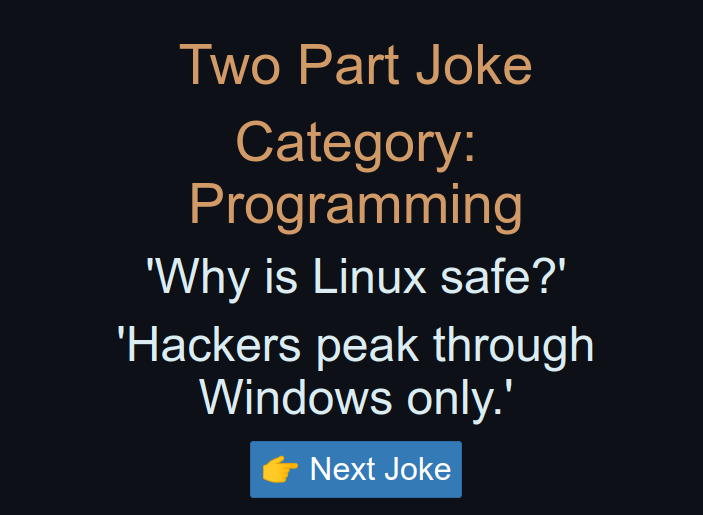 Two Part Joke
Category:
Programming
'Why is Linux safe?'
'Hackers peak through
Windows only.'
👉 Next Joke